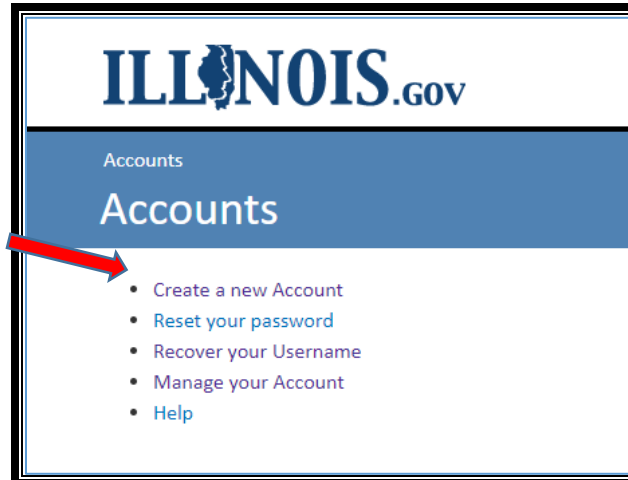 ILLINOIS.GOV
Accounts
Accounts
Create a new Account
Reset your password
Recover your Username
Manage your Account
Help